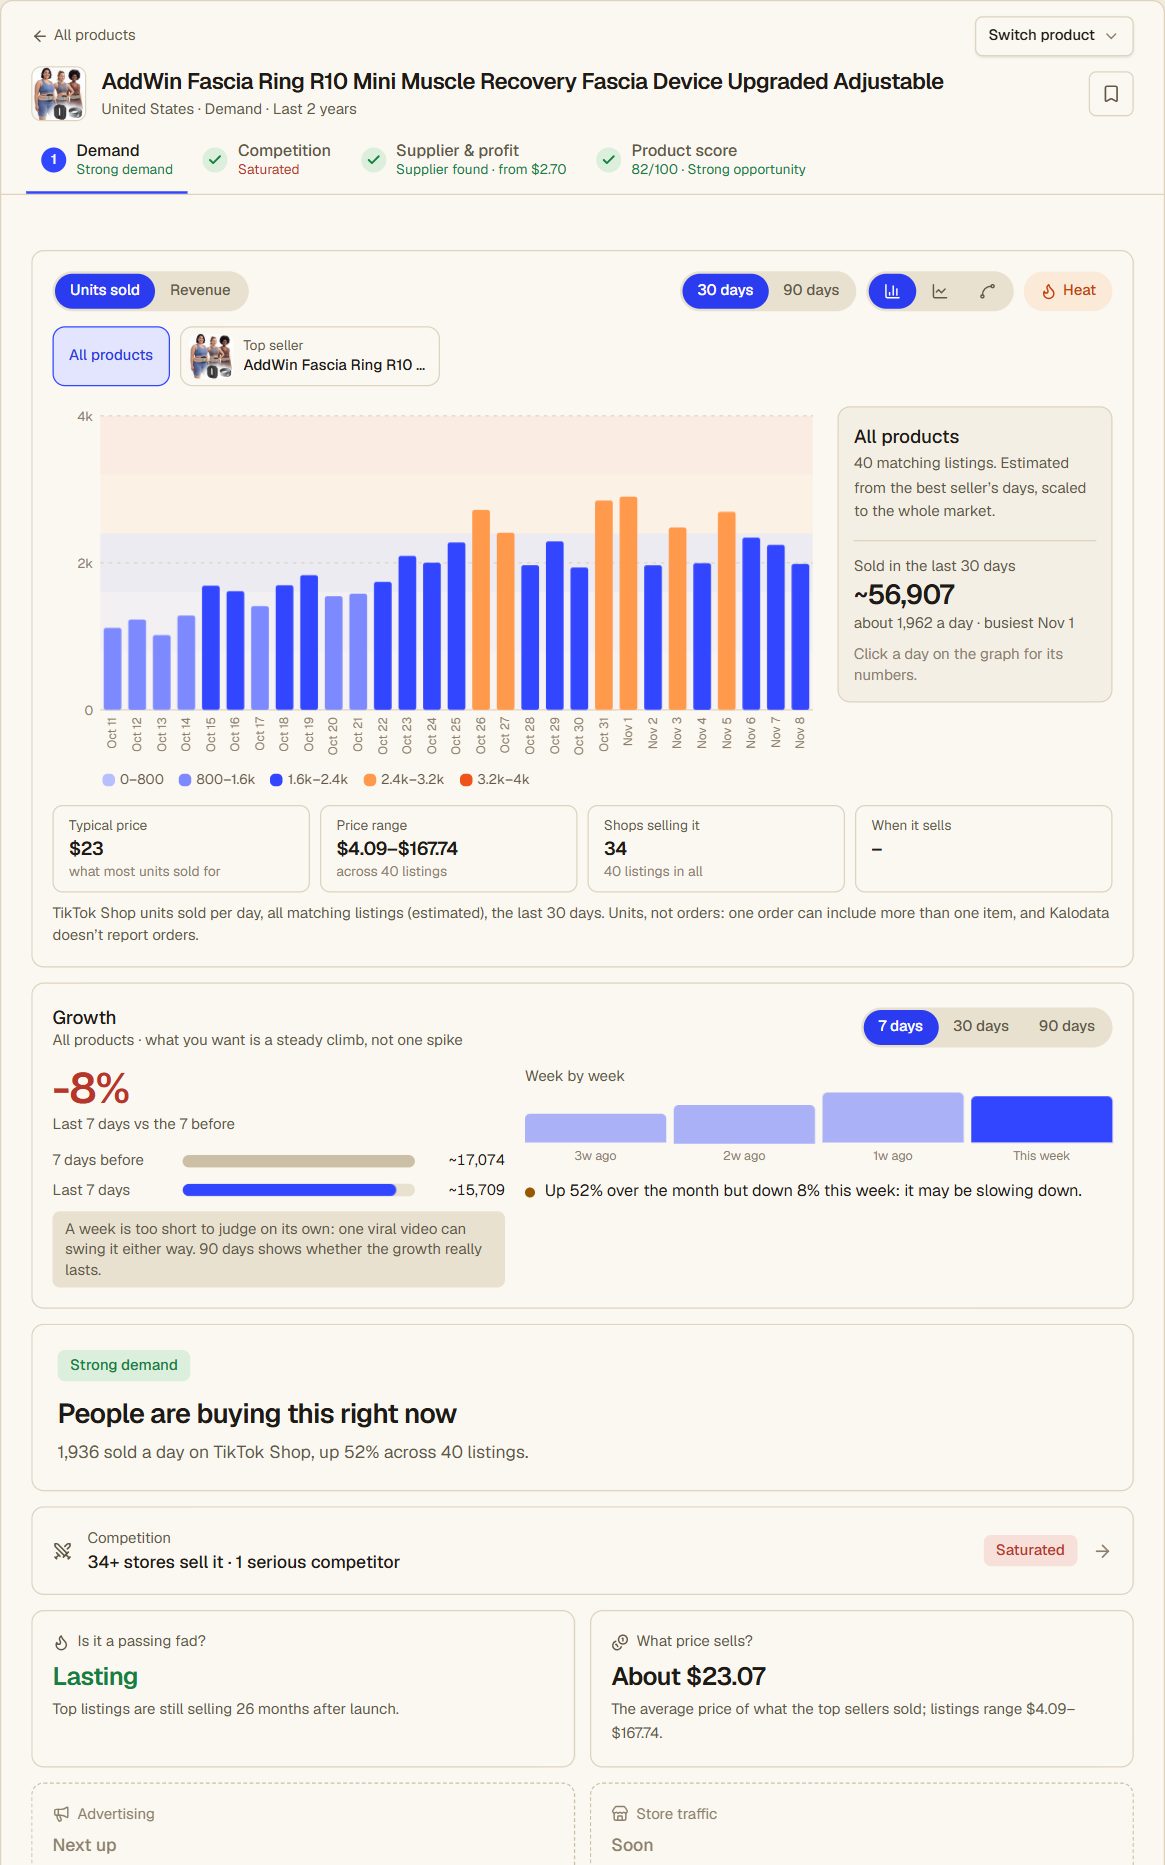 All products
Switch product
AddWin Fascia Ring R10 Mini Muscle Recovery Fascia Device Upgraded Adjustable
United States · Demand · Last 2 years
1 Demand
Strong demand
Competition
Saturated
Supplier & profit
Supplier found · from $2.70
Product score
82/100 · Strong opportunity
Units sold
Revenue
30 days
90 days
Heat
All products
Top seller
AddWin Fascia Ring R10 ...
4k
2k
0
Oct 11
Oct 12
Oct 13
Oct 14
Oct 15
Oct 16
Oct 17
Oct 18
Oct 19
Oct 20
Oct 21
Oct 22
Oct 23
Oct 24
Oct 25
Oct 26
Oct 27
Oct 28
Oct 29
Oct 30
Oct 31
Nov 1
Nov 2
Nov 3
Nov 4
Nov 5
Nov 6
Nov 7
Nov 8
0–800
800–1.6k
1.6k–2.4k
2.4k–3.2k
3.2k–4k
All products
40 matching listings. Estimated
from the best seller's days, scaled
to the whole market.
Sold in the last 30 days
~56,907
about 1,962 a day · busiest Nov 1
Click a day on the graph for its
numbers.
Typical price
$23
what most units sold for
Price range
$4.09–$167.74
across 40 listings
Shops selling it
34
40 listings in all
When it sells
–
TikTok Shop units sold per day, all matching listings (estimated), the last 30 days. Units, not orders: one order can include more than one item, and Kalodata
doesn't report orders.
Growth
All products · what you want is a steady climb, not one spike
7 days
30 days
90 days
-8%
Last 7 days vs the 7 before
7 days before
~17,074
Last 7 days
~15,709
A week is too short to judge on its own: one viral video can
swing it either way. 90 days shows whether the growth really
lasts.
Week by week
3w ago
2w ago
1w ago
This week
Up 52% over the month but down 8% this week: it may be slowing down.
Strong demand
People are buying this right now
1,936 sold a day on TikTok Shop, up 52% across 40 listings.
Competition
34+ stores sell it · 1 serious competitor
Saturated
Is it a passing fad?
Lasting
Top listings are still selling 26 months after launch.
What price sells?
About $23.07
The average price of what the top sellers sold; listings range $4.09–
$167.74.
Advertising
Next up
Store traffic
Soon